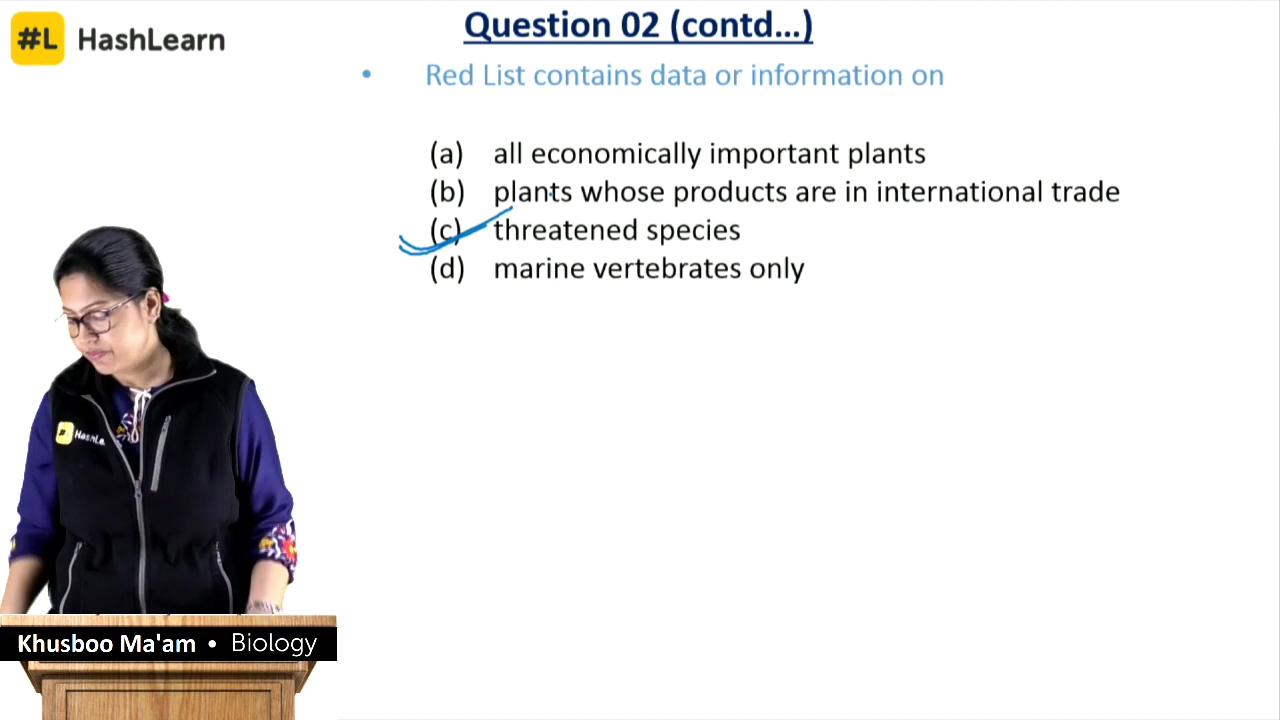 #L HashLearn
Question 02 (contd...)
• Red List contains data or information on
(a) all economically important plants
(b) plants whose products are in international trade
(c) threatened species
(d) marine vertebrates only
HashLe
Khusboo Ma'am • Biology